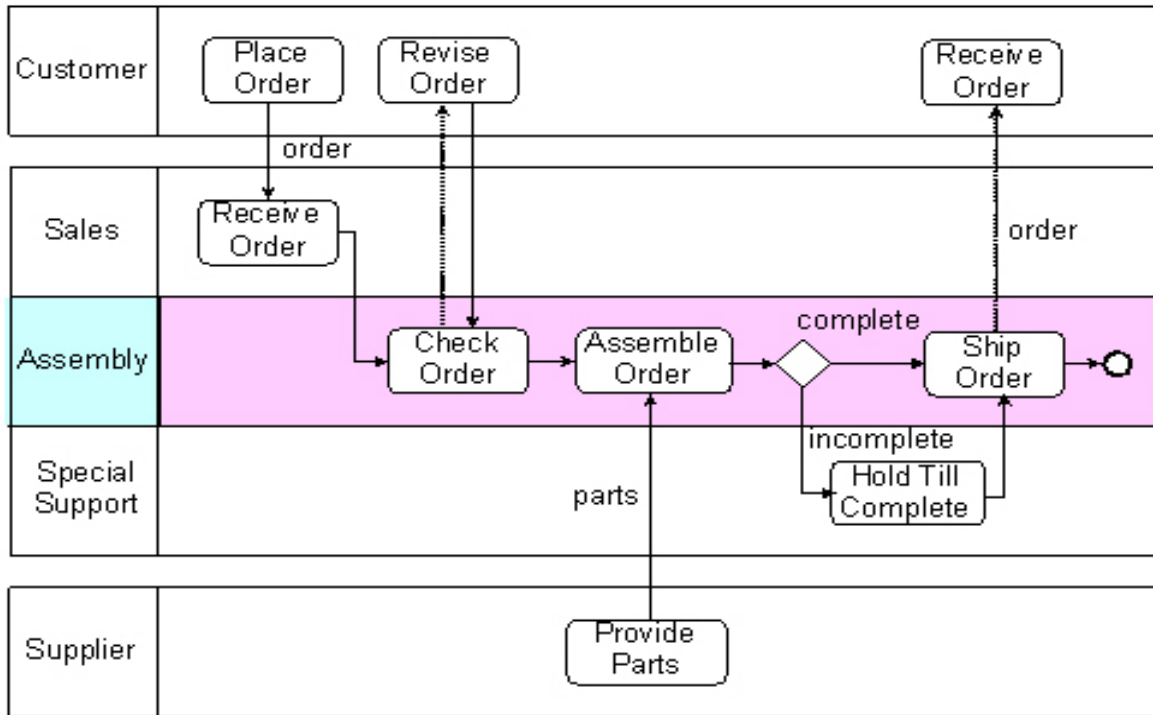 Customer
Place
Order
Revise
Order
Receive
Order
order
Sales
Receive
Order
order
Assembly
Check
Order
Assemble
Order
complete
Ship
Order
Special
Support
parts
incomplete
Hold Till
Complete
Supplier
Provide
Parts